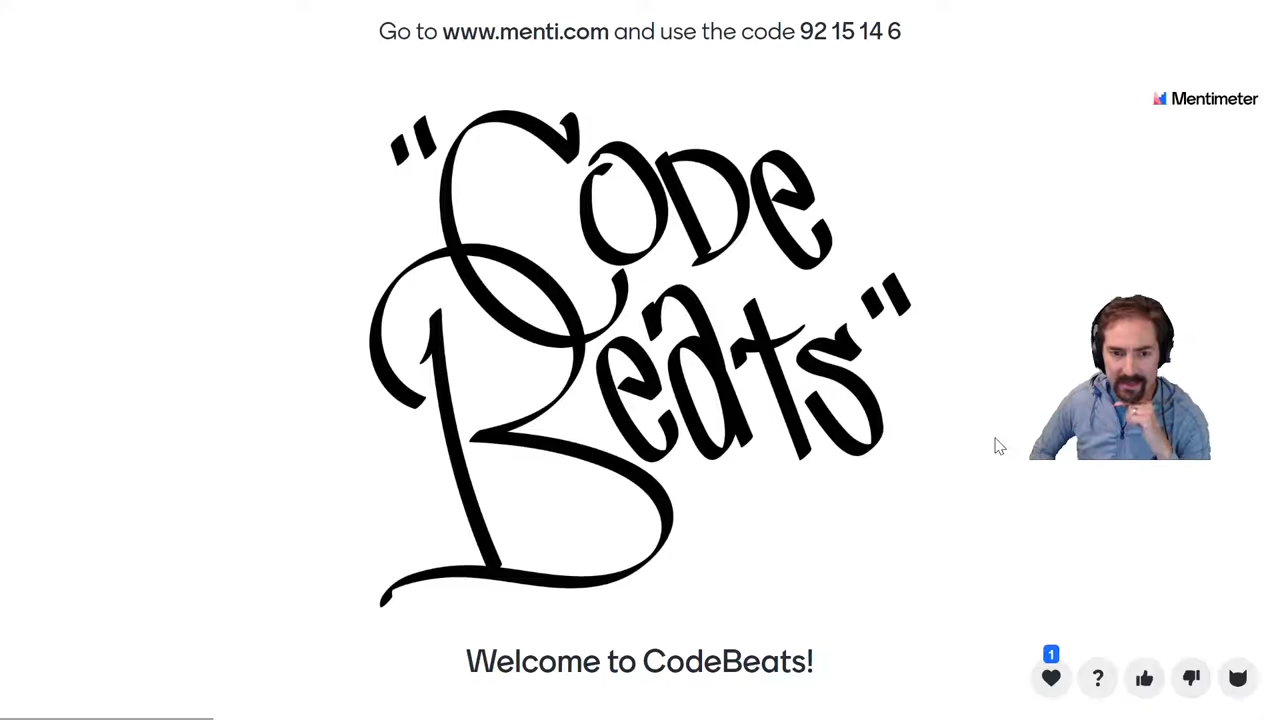 Go to www.menti.com and use the code 92 15 14 6
Mentimeter
"Code
Beats"
Welcome to CodeBeats!
1
?